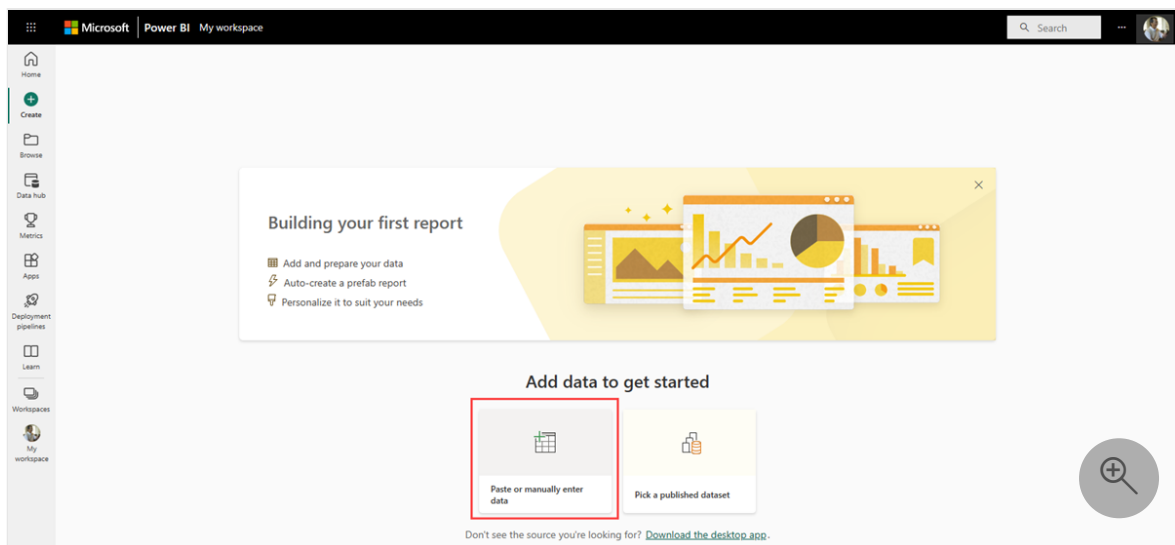 Microsoft Power BI My workspace
Search
Home
Create
Browse
Data hub
Metrics
Apps
Deployment
pipelines
Learn
Workspaces
My
workspace
Building your first report
Add and prepare your data
Auto-create a prefab report
Personalize it to suit your needs
Add data to get started
Paste or manually enter
data
Pick a published dataset
Don't see the source you're looking for? Download the desktop app.